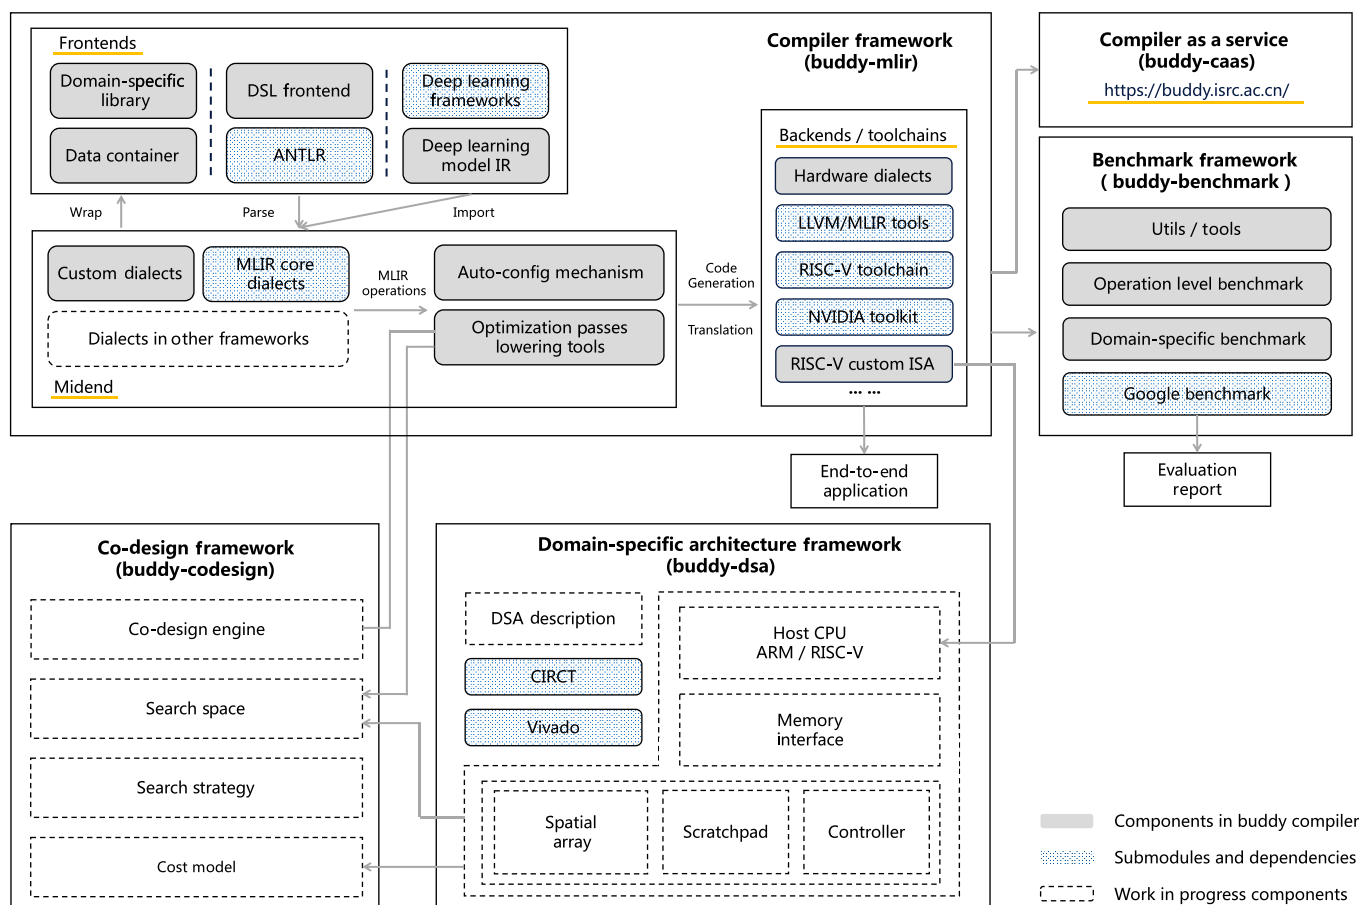 Frontends
Domain-specific
library
Data container
DSL frontend
ANTLR
Deep learning
frameworks
Deep learning
model IR
Wrap
Parse
Import
Custom dialects
MLIR core
dialects
Dialects in other frameworks
MLIR
operations
Auto-config mechanism
Optimization passes
lowering tools
Midend
Code
Generation
Translation
Compiler framework
(buddy-mlir)
Backends / toolchains
Hardware dialects
LLVM/MLIR tools
RISC-V toolchain
NVIDIA toolkit
RISC-V custom ISA
... ...
End-to-end
application
Compiler as a service
(buddy-caas)
https://buddy.isrc.ac.cn/
Benchmark framework
( buddy-benchmark )
Utils / tools
Operation level benchmark
Domain-specific benchmark
Google benchmark
Evaluation
report
Co-design framework
(buddy-codesign)
Co-design engine
Search space
Search strategy
Cost model
Domain-specific architecture framework
(buddy-dsa)
DSA description
CIRCT
Vivado
Host CPU
ARM / RISC-V
Memory
interface
Spatial
array
Scratchpad
Controller
Components in buddy compiler
Submodules and dependencies
Work in progress components